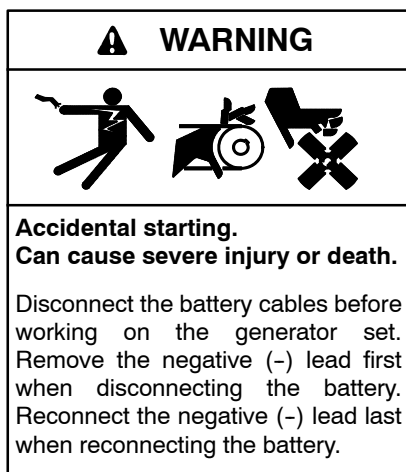 WARNING
Accidental starting.
Can cause severe injury or death.
Disconnect the battery cables before
working on the generator set.
Remove the negative (-) lead first
when disconnecting the battery.
Reconnect the negative (-) lead last
when reconnecting the battery.